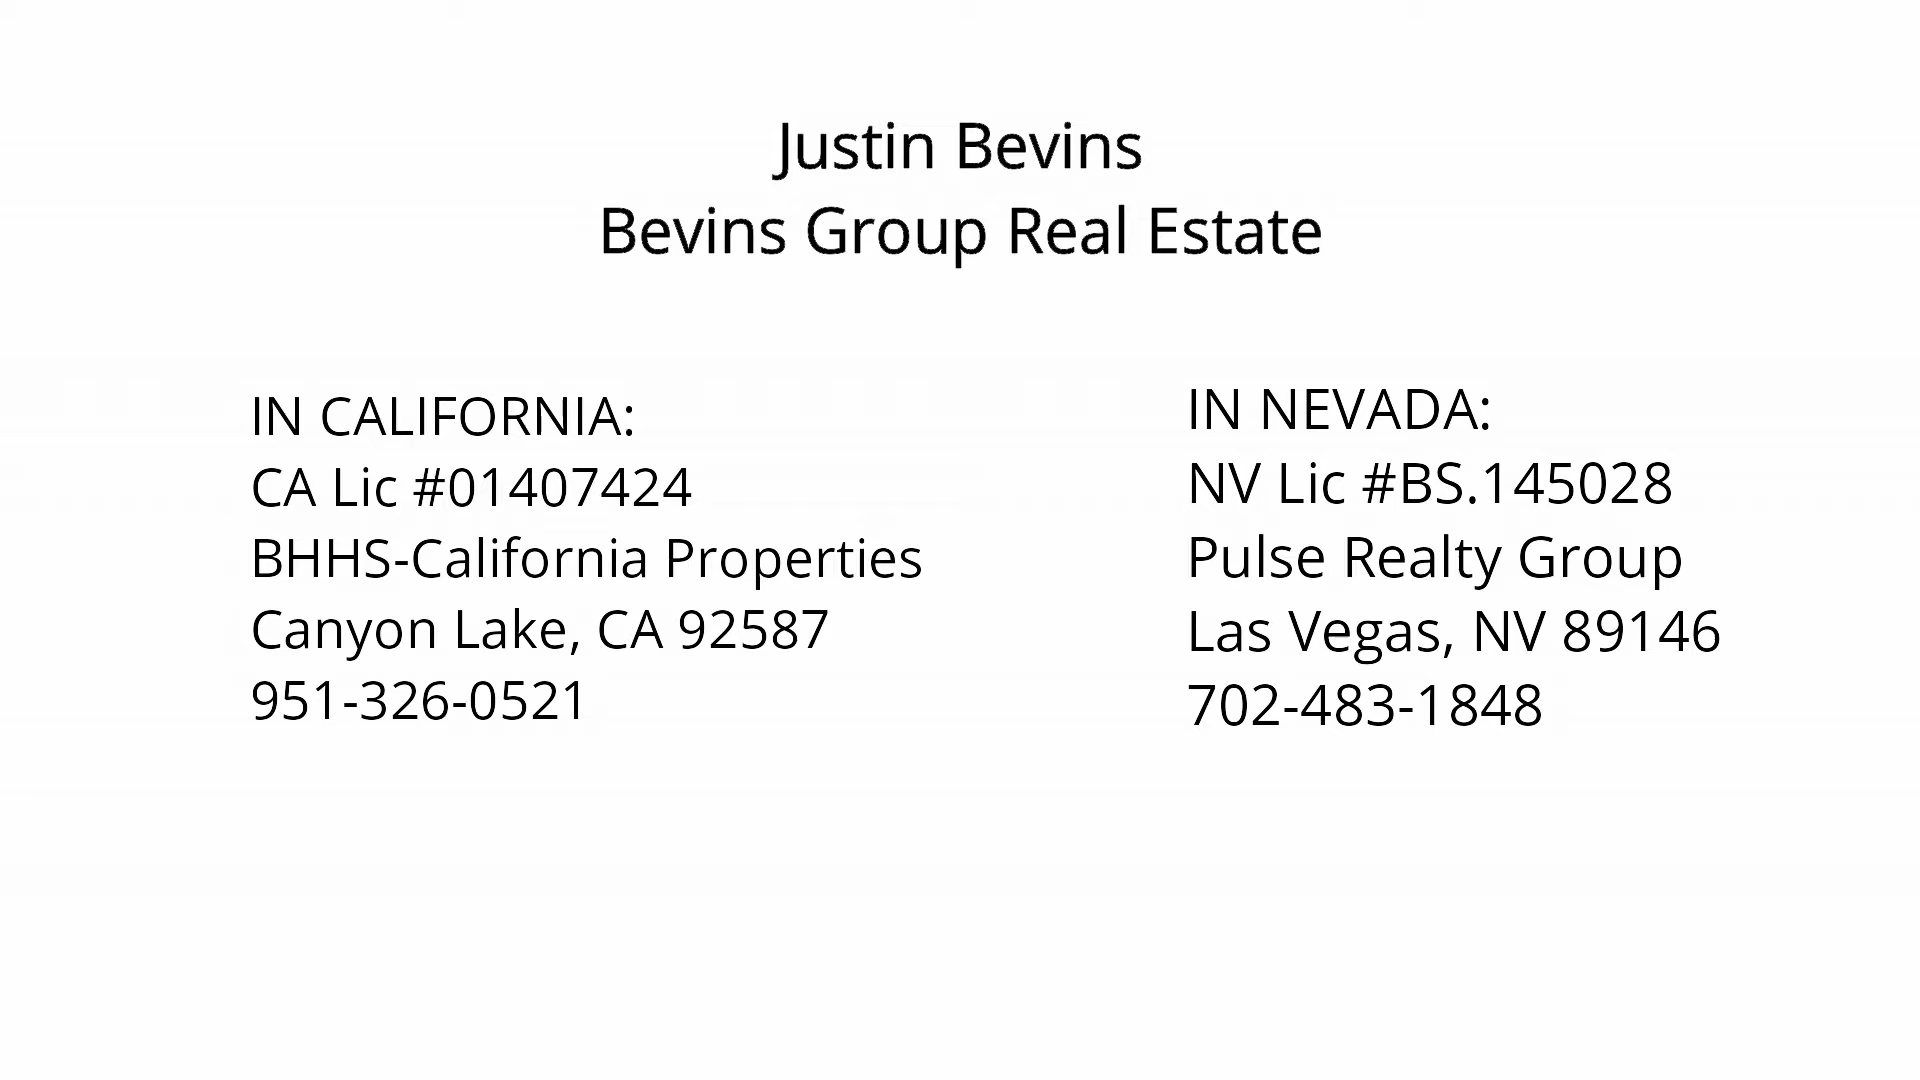 Justin Bevins
Bevins Group Real Estate
IN CALIFORNIA:
CA Lic #01407424
BHHS-California Properties
Canyon Lake, CA 92587
951-326-0521
IN NEVADA:
NV Lic #BS.145028
Pulse Realty Group
Las Vegas, NV 89146
702-483-1848